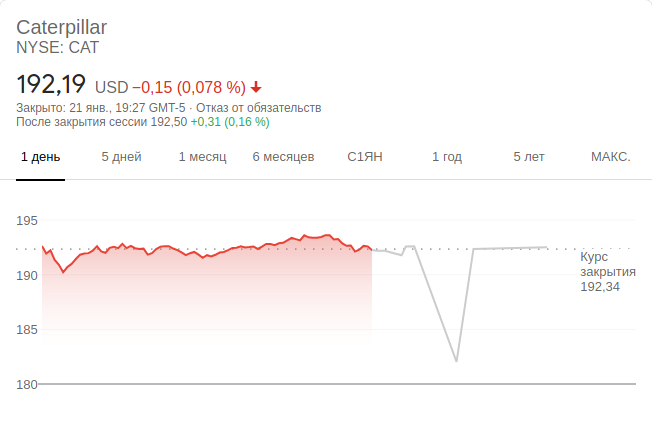 Caterpillar
NYSE: CAT
192,19 USD −0,15 (0,078 %)
Закрыто: 21 янв., 19:27 GMT-5 · Отказ от обязательств
После закрытия сессии 192,50 +0,31 (0,16 %)
1 день 5 дней 1 месяц 6 месяцев С1ЯН 1 год 5 лет МАКС.
195
190
Курс
закрытия
192,34
185
180